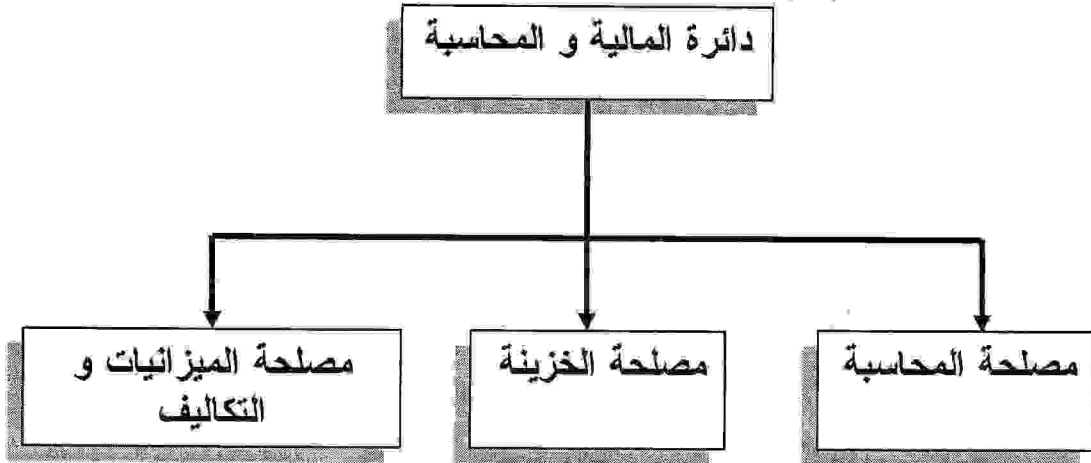 دائرة المالية و المحاسبة
مصلحة المحاسبة
مصلحة الخزينة
مصلحة الميزانيات و
التكاليف